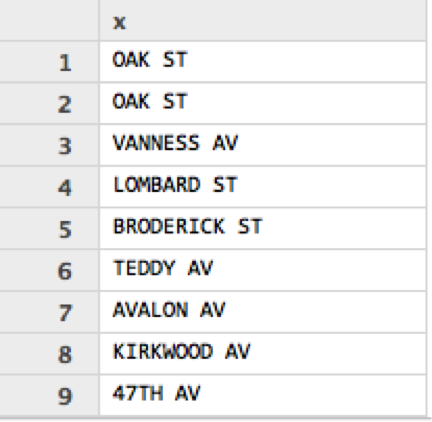 x
1 OAK ST
2 OAK ST
3 VANNESS AV
4 LOMBARD ST
5 BRODERICK ST
6 TEDDY AV
7 AVALON AV
8 KIRKWOOD AV
9 47TH AV